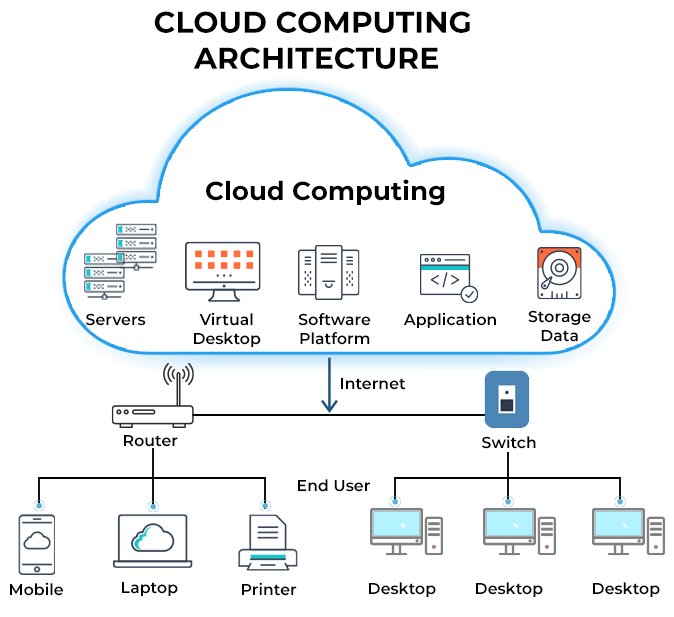 CLOUD COMPUTING
ARCHITECTURE
Cloud Computing
Servers
Virtual
Desktop
Software
Platform
</>
Application
Storage
Data
Internet
Router
Switch
End User
Mobile
Laptop
Printer
Desktop
Desktop
Desktop